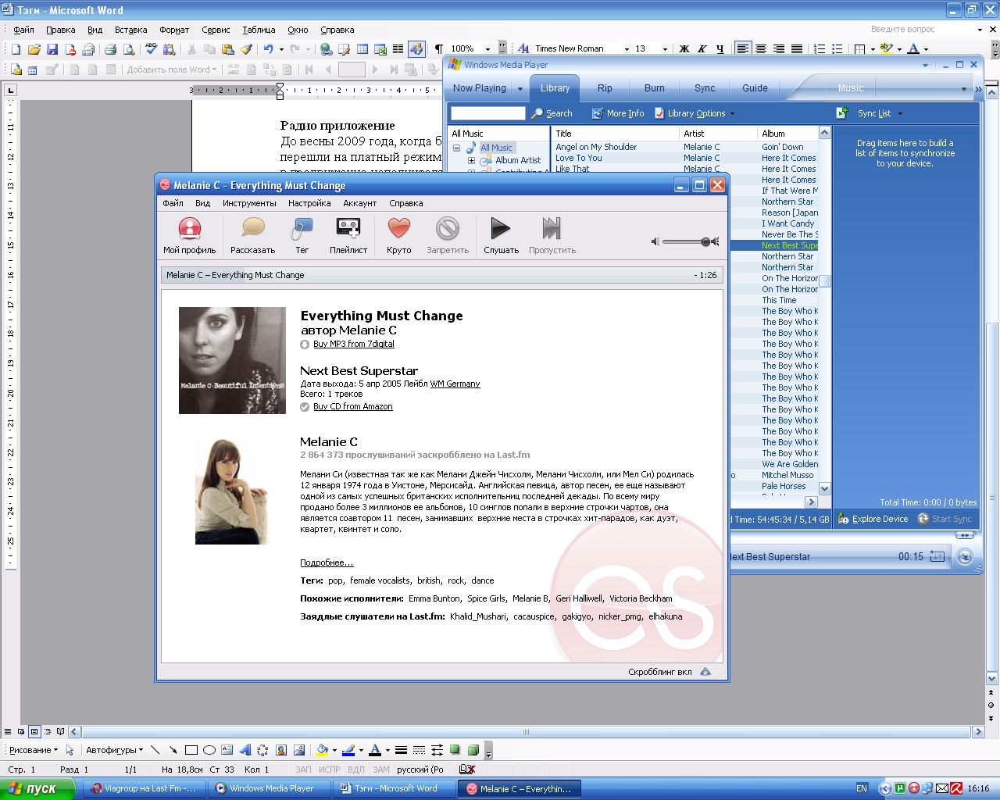 Тэги - Microsoft Word
Файл Правка Вид Вставка Формат Сервис Таблица Окно Справка
Введите вопрос
100%
Times New Roman
13
Ж К Ч
Добавить поле Word
Радио приложение
До весны 2009 года, когда б
перешли на платный режим
Windows Media Player
Now Playing Library Rip Burn Sync Guide Music
Search More Info Library Options Sync List
All Music
All Music
Album Artist
Title Artist Album
Angel on My Shoulder Melanie C Goin' Down
Love To You Melanie C Here It Comes
Like That Melanie C Here It Comes
Here It Comes
If That Were M
Northern Star
Reason [Japan
I Want Candy
Never Be The S
Next Best Supe
Northern Star
Northern Star
On The Horizor
On The Horizor
This Time
The Boy Who K
The Boy Who K
The Boy Who K
The Boy Who K
The Boy Who K
The Boy Who K
The Boy Who K
The Boy Who K
The Boy Who K
The Boy Who K
The Boy Who K
The Boy Who K
The Boy Who K
The Boy Who K
We Are Golden
Mitchel Musso
Pale Horses
Drag items here to build a
list of items to synchronize
to your device.
Total Time: 0:00 / 0 bytes
d Time: 54:45:34 / 5,14 GB
Explore Device Start Sync
Next Best Superstar 00:15
Melanie C - Everything Must Change
Файл Вид Инструменты Настройка Аккаунт Справка
Мой профиль Рассказать Тег Плейлист Круто Запретить Слушать Пропустить
Melanie C – Everything Must Change - 1:26
Melanie C·Beautiful Intentions
Everything Must Change
автор Melanie C
Buy MP3 from 7digital
Next Best Superstar
Дата выхода: 5 апр 2005 Лейбл WM Germany
Всего: 1 треков
Buy CD from Amazon
Melanie C
2 864 373 прослушиваний заскробблено на Last.fm
Мелани Си (известная так же как Мелани Джейн Чисхолм, Мелани Чисхолм, или Мел Си) родилась
12 января 1974 года в Уистоне, Мерсисайд. Английская певица, автор песен, ее еще называют
одной из самых успешных британских исполнительниц последней декады. По всему миру
продано более 3 миллионов ее альбомов, 10 синглов попали в верхние строчки чартов, она
является соавтором 11 песен, занимавших верхние места в строчках хит-парадов, как дуэт,
квартет, квинтет и соло.
Подробнее...
Теги: pop, female vocalists, british, rock, dance
Похожие исполнители: Emma Bunton, Spice Girls, Melanie B, Geri Halliwell, Victoria Beckham
Заядлые слушатели на Last.fm: Khalid_Mushari, cacauspice, gakigyo, nicker_pmg, elhakuna
Скробблинг вкл
Рисование Автофигуры
Стр. 1 Разд 1 1/1 На 18,8см Ст 33 Кол 1 ЗАП ИСПР ВДЛ ЗАМ русский (Ро
пуск
Viagroup на Last Fm -...
Windows Media Player
Тэги - Microsoft Word
Melanie C – Everythin...
EN
16:16